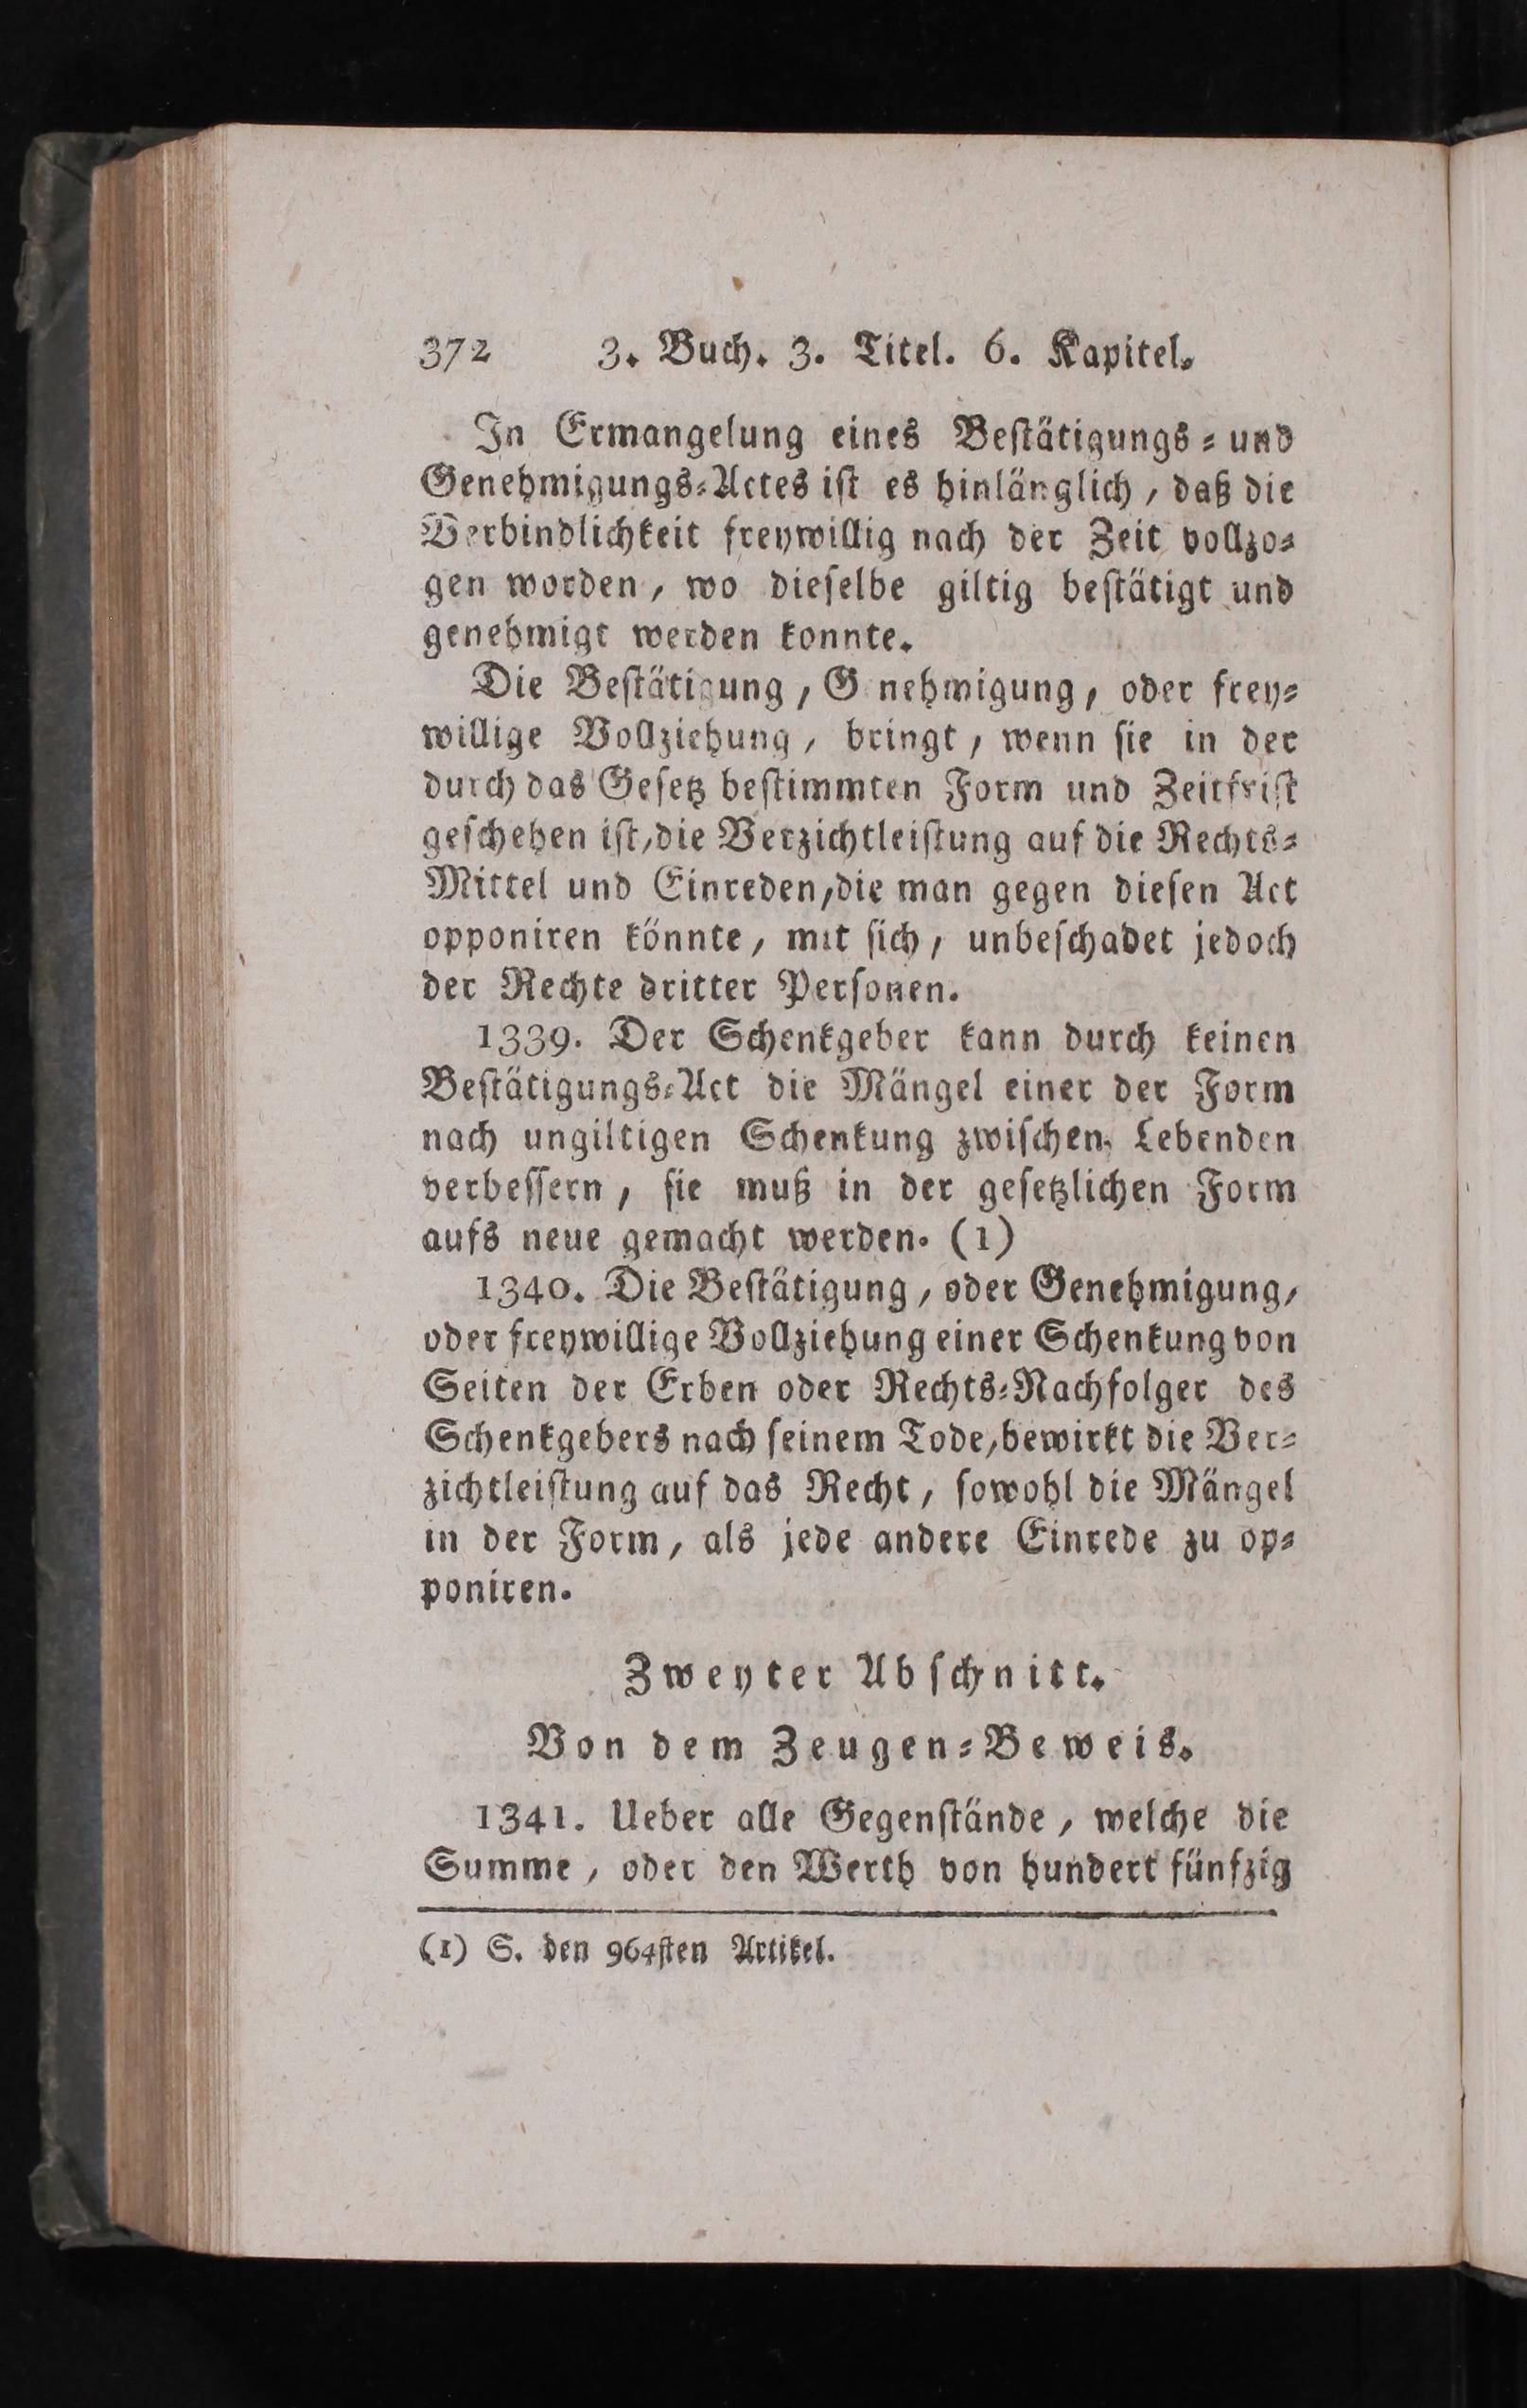 372 3. Buch. 3. Titel. 6. Kapitel.
In Ermangelung eines Bestätigungs- und
Genehmigungs-Actes ist es hinlänglich, daß die
Verbindlichkeit freywillig nach der Zeit vollzo-
gen worden, wo dieselbe giltig bestätigt und
genehmigt werden konnte.
Die Bestätigung, G nehmigung, oder frey-
willige Vollziehung, bringt, wenn sie in der
durch das Gesetz bestimmten Form und Zeitfrist
geschehen ist, die Verzichtleistung auf die Rechts-
Mittel und Einreden, die man gegen diesen Act
opponiren könnte, mit sich, unbeschadet jedoch
der Rechte dritter Personen.
1339. Der Schenkgeber kann durch keinen
Bestätigungs-Act die Mängel einer der Form
nach ungiltigen Schenkung zwischen Lebenden
verbessern, sie muß in der gesetzlichen Form
aufs neue gemacht werden. (1)
1340. Die Bestätigung, oder Genehmigung,
oder freywillige Vollziehung einer Schenkung von
Seiten der Erben oder Rechts-Nachfolger des
Schenkgebers nach seinem Tode, bewirkt die Ver-
zichtleistung auf das Recht, sowohl die Mängel
in der Form, als jede andere Einrede zu op-
poniren.
Zweyter Abschnitt.
Von dem Zeugen-Beweis.
1341. Ueber alle Gegenstände, welche die
Summe, oder den Werth von hundert fünfzig
(1) S. den 964sten Artikel.